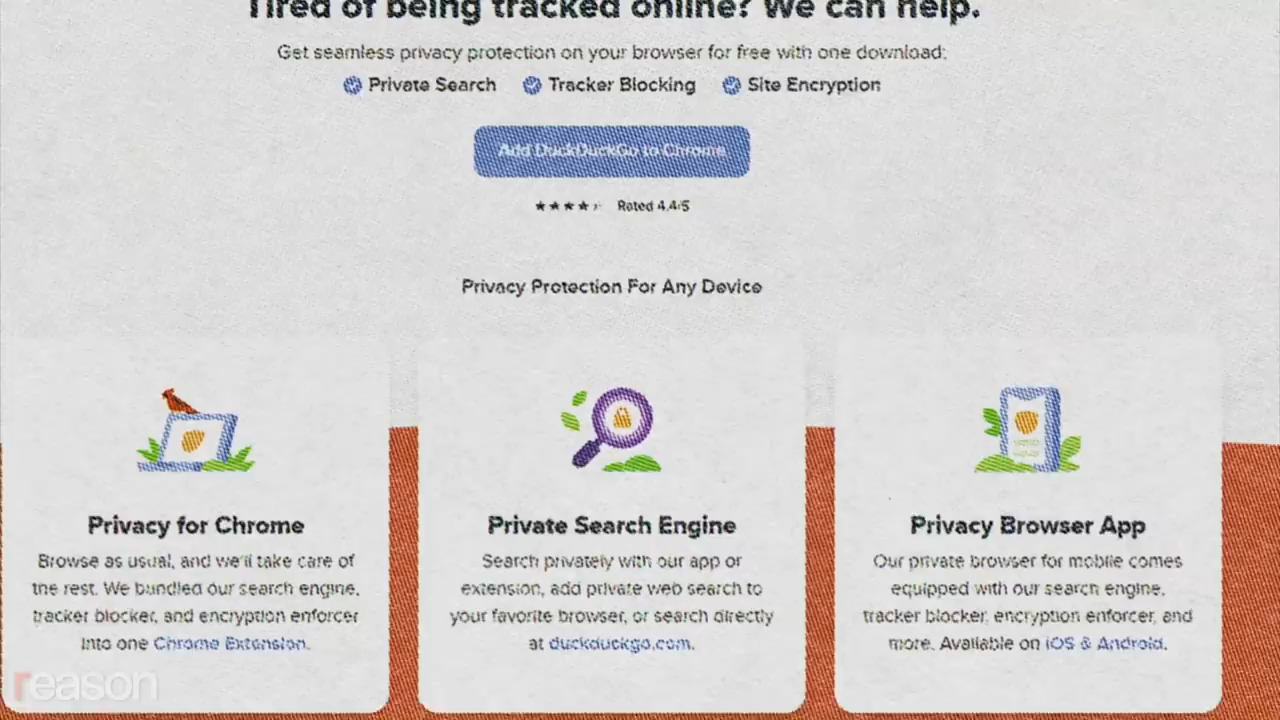 Tired of being tracked online? We can help.
Get seamless privacy protection on your browser for free with one download:
Private Search Tracker Blocking Site Encryption
Add DuckDuckGo to Chrome
Rated 4.4/5
Privacy Protection For Any Device
Privacy for Chrome
Browse as usual, and we'll take care of
the rest. We bundled our search engine,
tracker blocker, and encryption enforcer
into one Chrome Extension.
Private Search Engine
Search privately with our app or
extension, add private web search to
your favorite browser, or search directly
at duckduckgo.com.
Privacy Browser App
Our private browser for mobile comes
equipped with our search engine,
tracker blocker, encryption enforcer, and
more. Available on iOS & Android.
reason